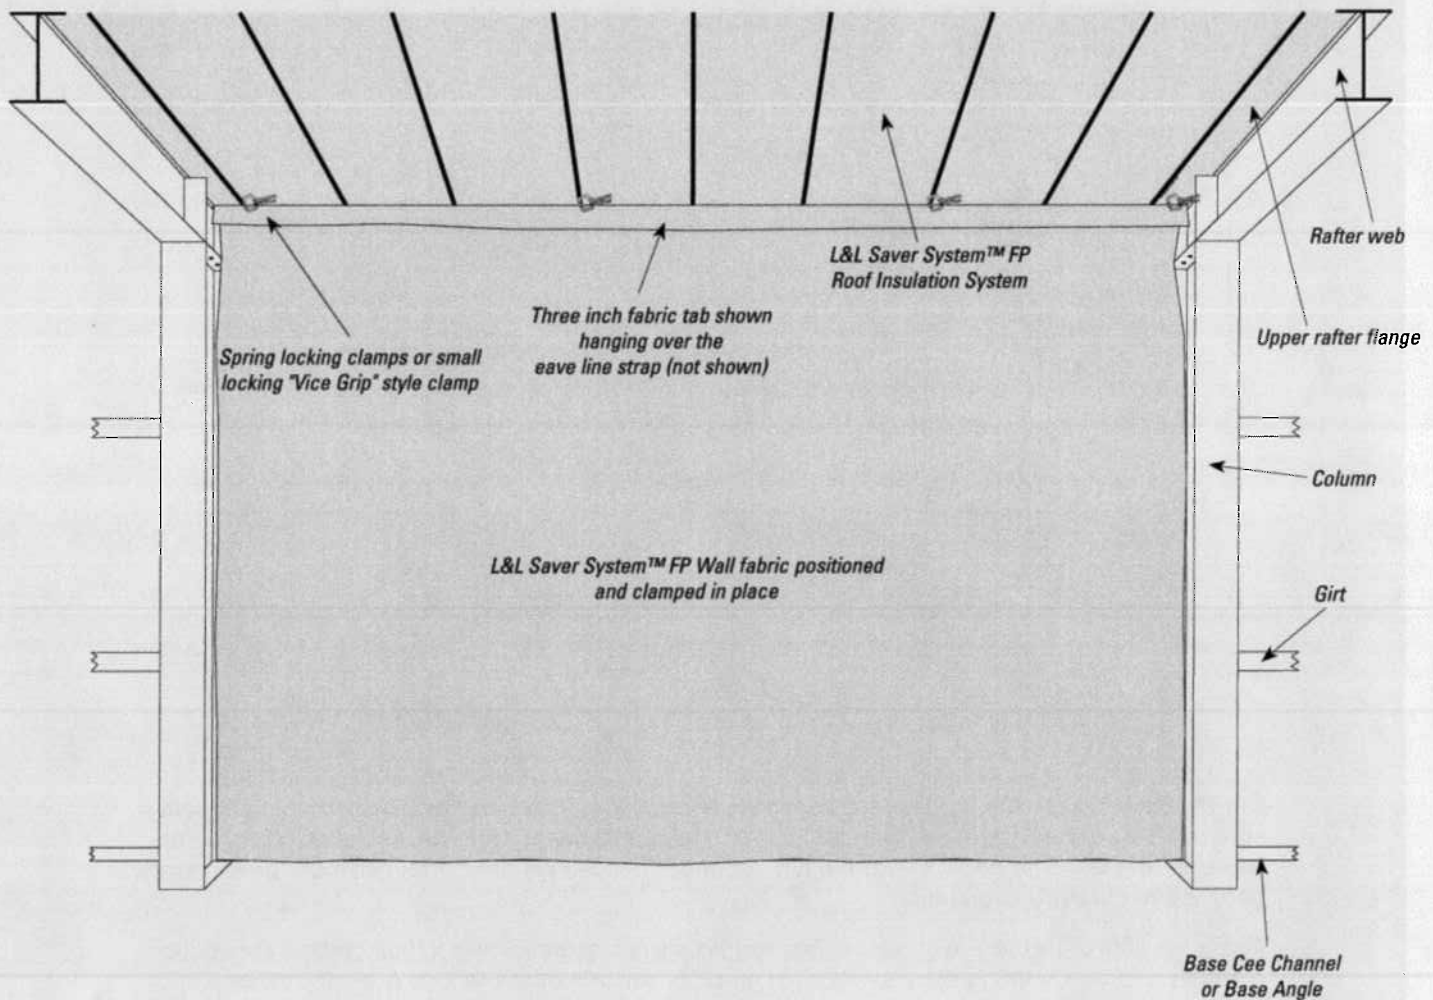 Rafter web
L&L Saver System™ FP
Roof Insulation System
Three inch fabric tab shown
hanging over the
eave line strap (not shown)
Upper rafter flange
Spring locking clamps or small
locking "Vice Grip" style clamp
Column
L&L Saver System™ FP Wall fabric positioned
and clamped in place
Girt
Base Cee Channel
or Base Angle